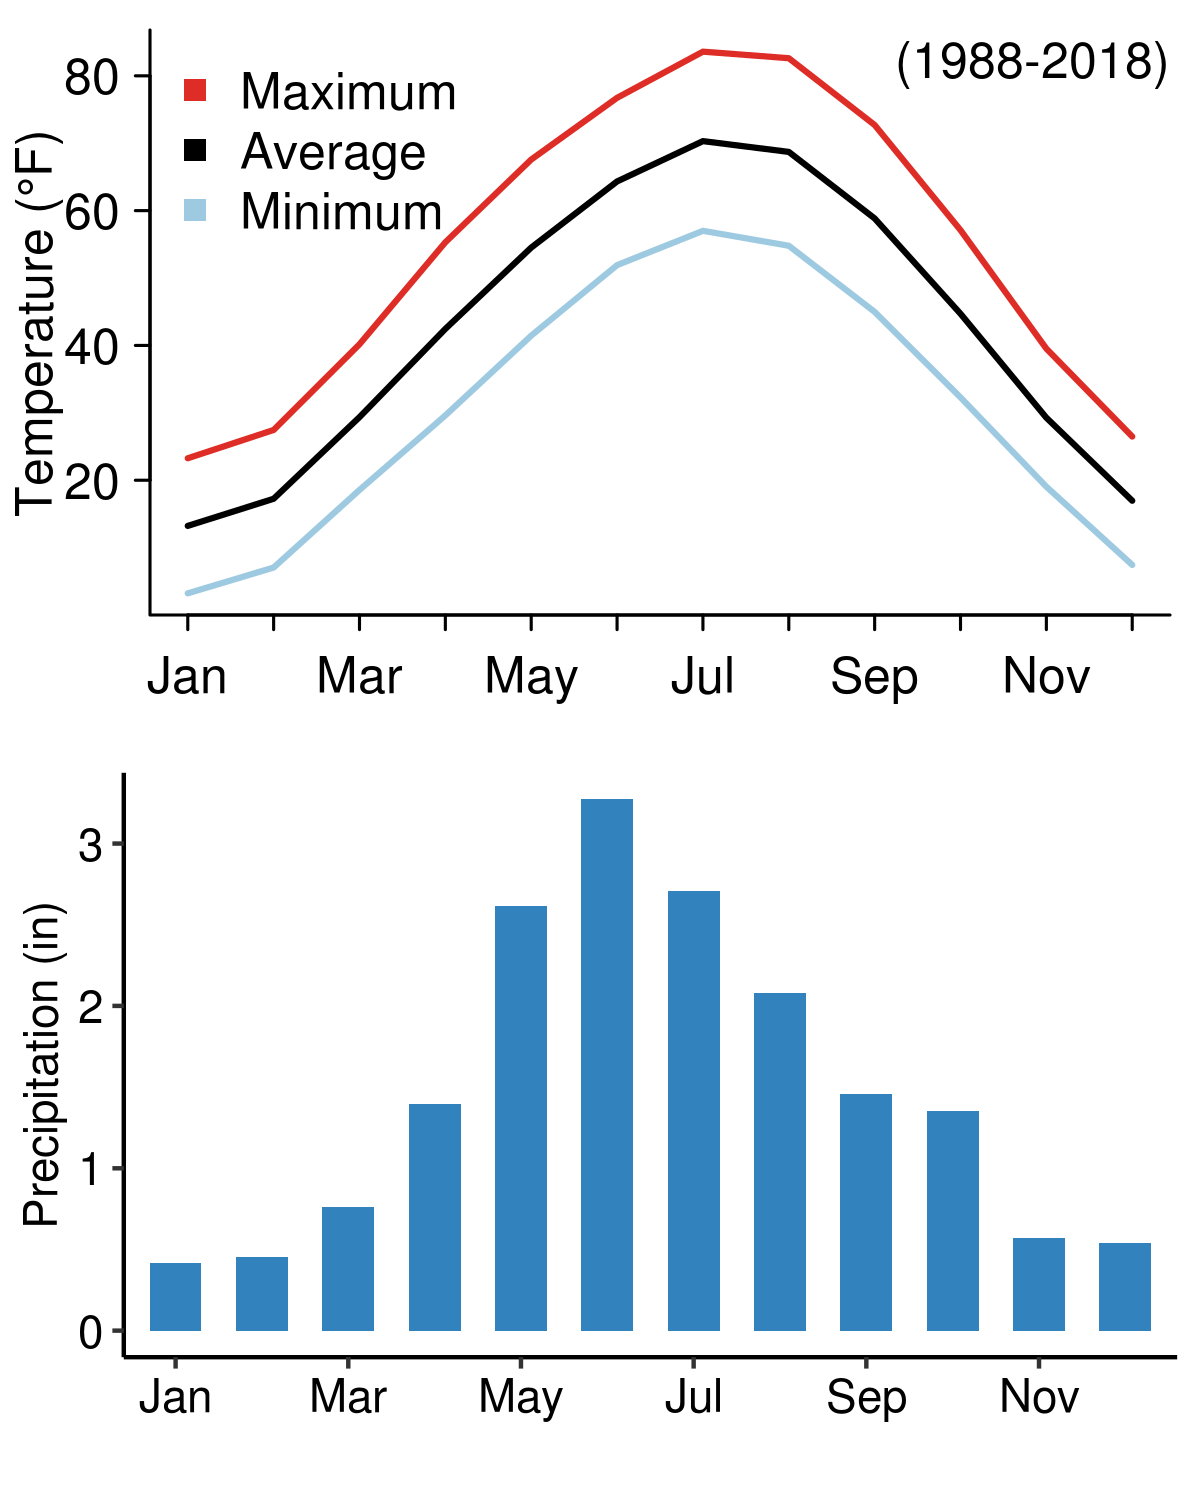 (1988-2018)
Maximum
Average
Minimum
Temperature (°F)
80
60
40
20
Jan Mar May Jul Sep Nov
Precipitation (in)
3
2
1
0
Jan Mar May Jul Sep Nov